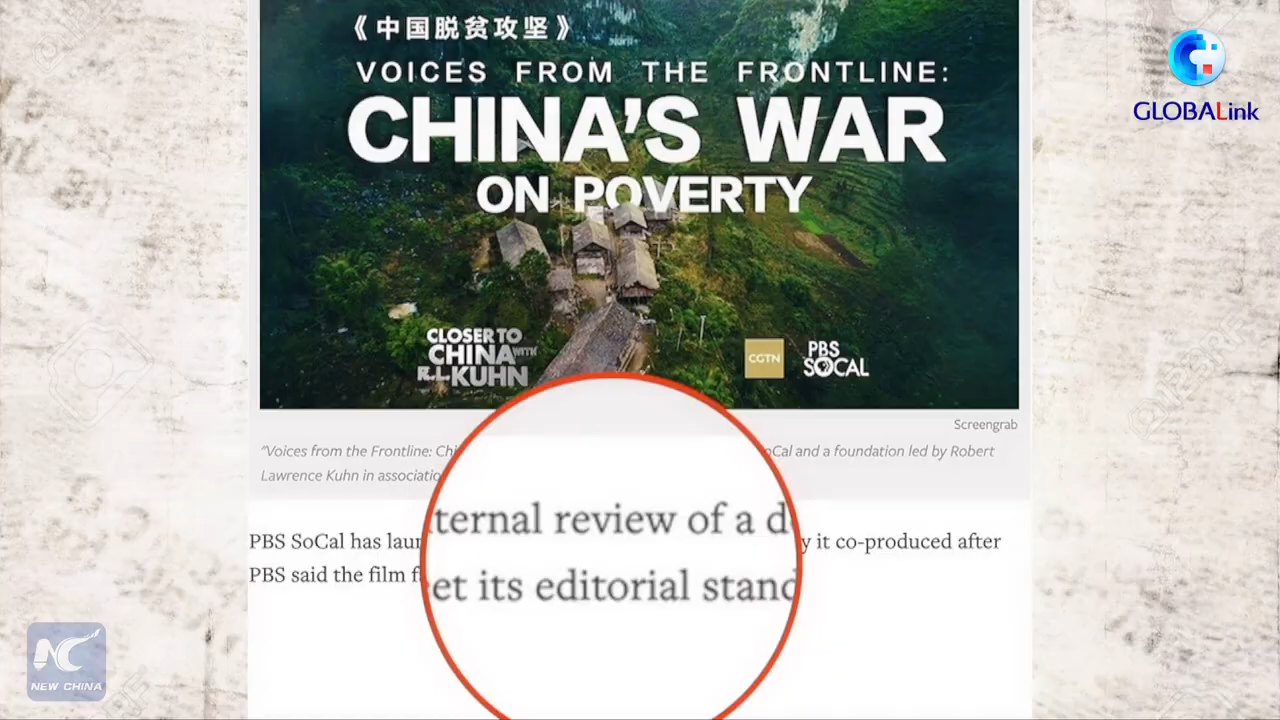 《中国脱贫攻坚》
VOICES FROM THE FRONTLINE:
CHINA'S WAR
ON POVERTY
GLOBALink
CLOSER TO
CHINA WITH
R.L. KUHN
CGTN
PBS
SOCAL
Screengrab
"Voices from the Frontline: Chi oCal and a foundation led by Robert
Lawrence Kuhn in associatio
ternal review of a d
PBS SoCal has laun y it co-produced after
PBS said the film f
et its editorial stand
NEW CHINA